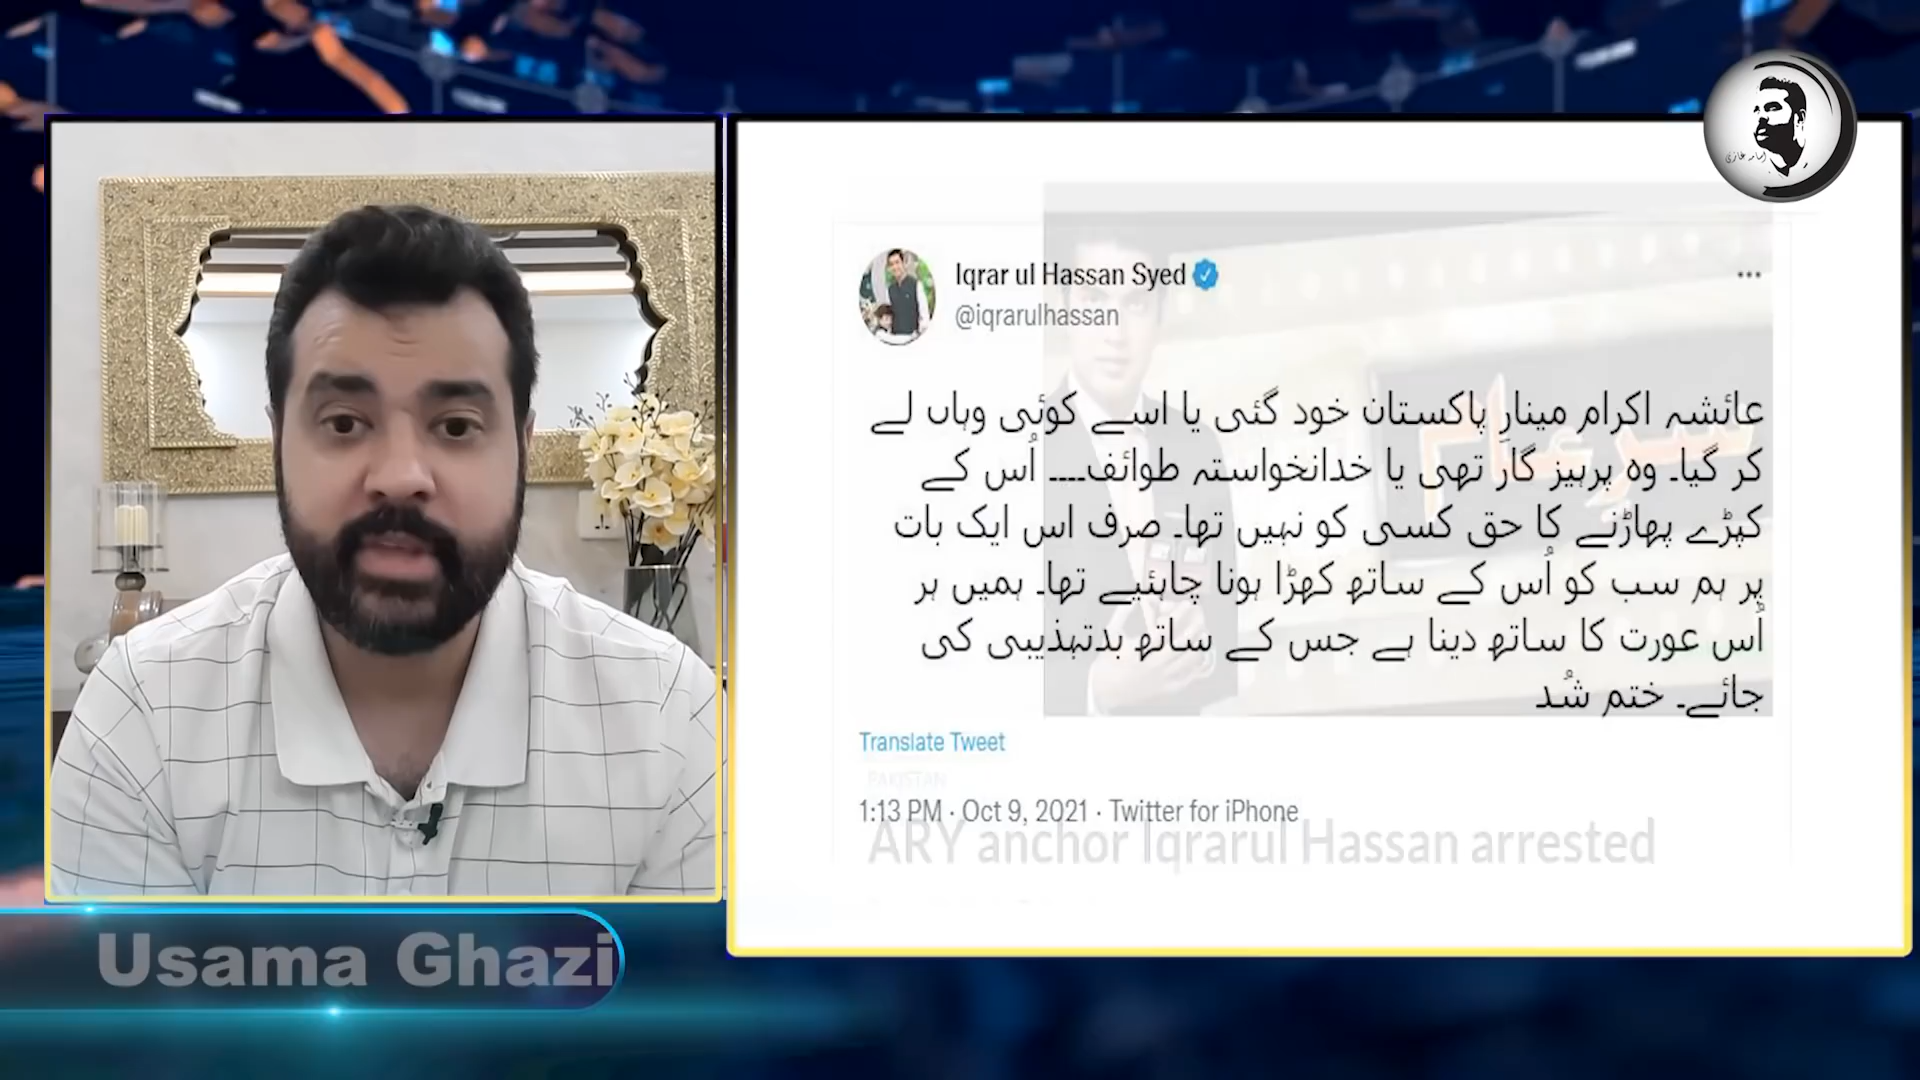 اسامہ غازی
Iqrar ul Hassan Syed
@iqrarulhassan
عائشہ اکرام مینارِ پاکستان خود گئی یا اسے کوئی وہاں لے
کر گیا۔ وہ پرہیز گار تھی یا خدانخواستہ طوائف۔۔۔۔ اُس کے
کپڑے پھاڑنے کا حق کسی کو نہیں تھا۔ صرف اس ایک بات
پر ہم سب کو اُس کے ساتھ کھڑا ہونا چاہئیے تھا۔ ہمیں ہر
اُس عورت کا ساتھ دینا ہے جس کے ساتھ بدتہذیبی کی
جائے۔ ختم شُد
سرعام
Translate Tweet
PAKISTAN
1:13 PM · Oct 9, 2021 · Twitter for iPhone
ARY anchor Iqrarul Hassan arrested
Usama Ghazi